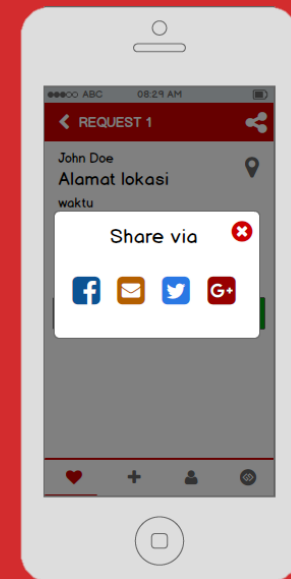 ABC 08:29 AM
REQUEST 1
John Doe
Alamat lokasi
waktu
Share via
f G+